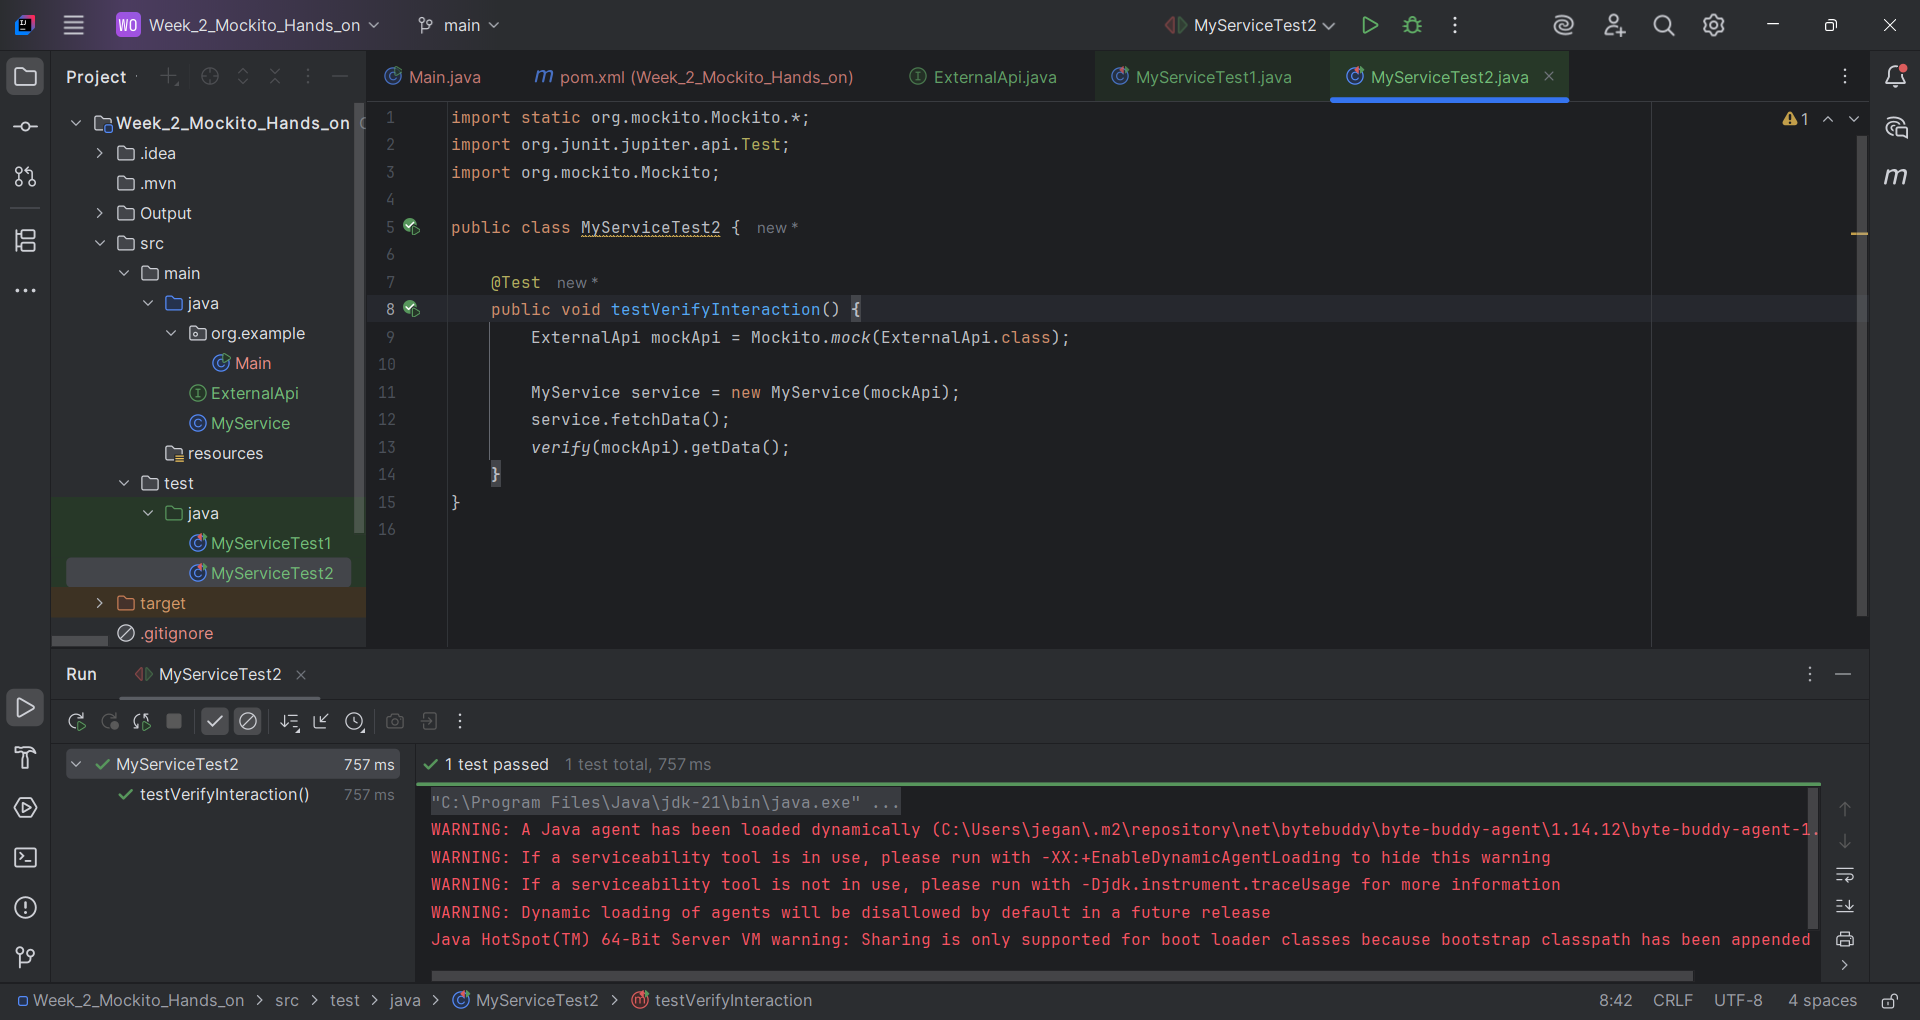 WO Week_2_Mockito_Hands_on main MyServiceTest2
Project
Main.java pom.xml (Week_2_Mockito_Hands_on) ExternalApi.java MyServiceTest1.java MyServiceTest2.java
Week_2_Mockito_Hands_on
.idea
.mvn
Output
src
main
java
org.example
Main
ExternalApi
MyService
resources
test
java
MyServiceTest1
MyServiceTest2
target
.gitignore
1 import static org.mockito.Mockito.*;
2 import org.junit.jupiter.api.Test;
3 import org.mockito.Mockito;
4
5 public class MyServiceTest2 { new *
6
7 @Test new *
8 public void testVerifyInteraction() {
9 ExternalApi mockApi = Mockito.mock(ExternalApi.class);
10
11 MyService service = new MyService(mockApi);
12 service.fetchData();
13 verify(mockApi).getData();
14 }
15 }
16
1
Run MyServiceTest2
MyServiceTest2 757 ms
testVerifyInteraction() 757 ms
1 test passed 1 test total, 757 ms
"C:\Program Files\Java\jdk-21\bin\java.exe" ...
WARNING: A Java agent has been loaded dynamically (C:\Users\jegan\.m2\repository\net\bytebuddy\byte-buddy-agent\1.14.12\byte-buddy-agent-1.
WARNING: If a serviceability tool is in use, please run with -XX:+EnableDynamicAgentLoading to hide this warning
WARNING: If a serviceability tool is not in use, please run with -Djdk.instrument.traceUsage for more information
WARNING: Dynamic loading of agents will be disallowed by default in a future release
Java HotSpot(TM) 64-Bit Server VM warning: Sharing is only supported for boot loader classes because bootstrap classpath has been appended
Week_2_Mockito_Hands_on > src > test > java > MyServiceTest2 > testVerifyInteraction 8:42 CRLF UTF-8 4 spaces